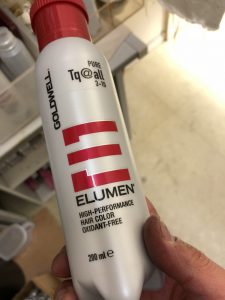 GOLDWELL
PURE
Tq@all
3-10
ELUMEN
HIGH-PERFORMANCE
HAIR COLOR
OXIDANT-FREE
200 ml e